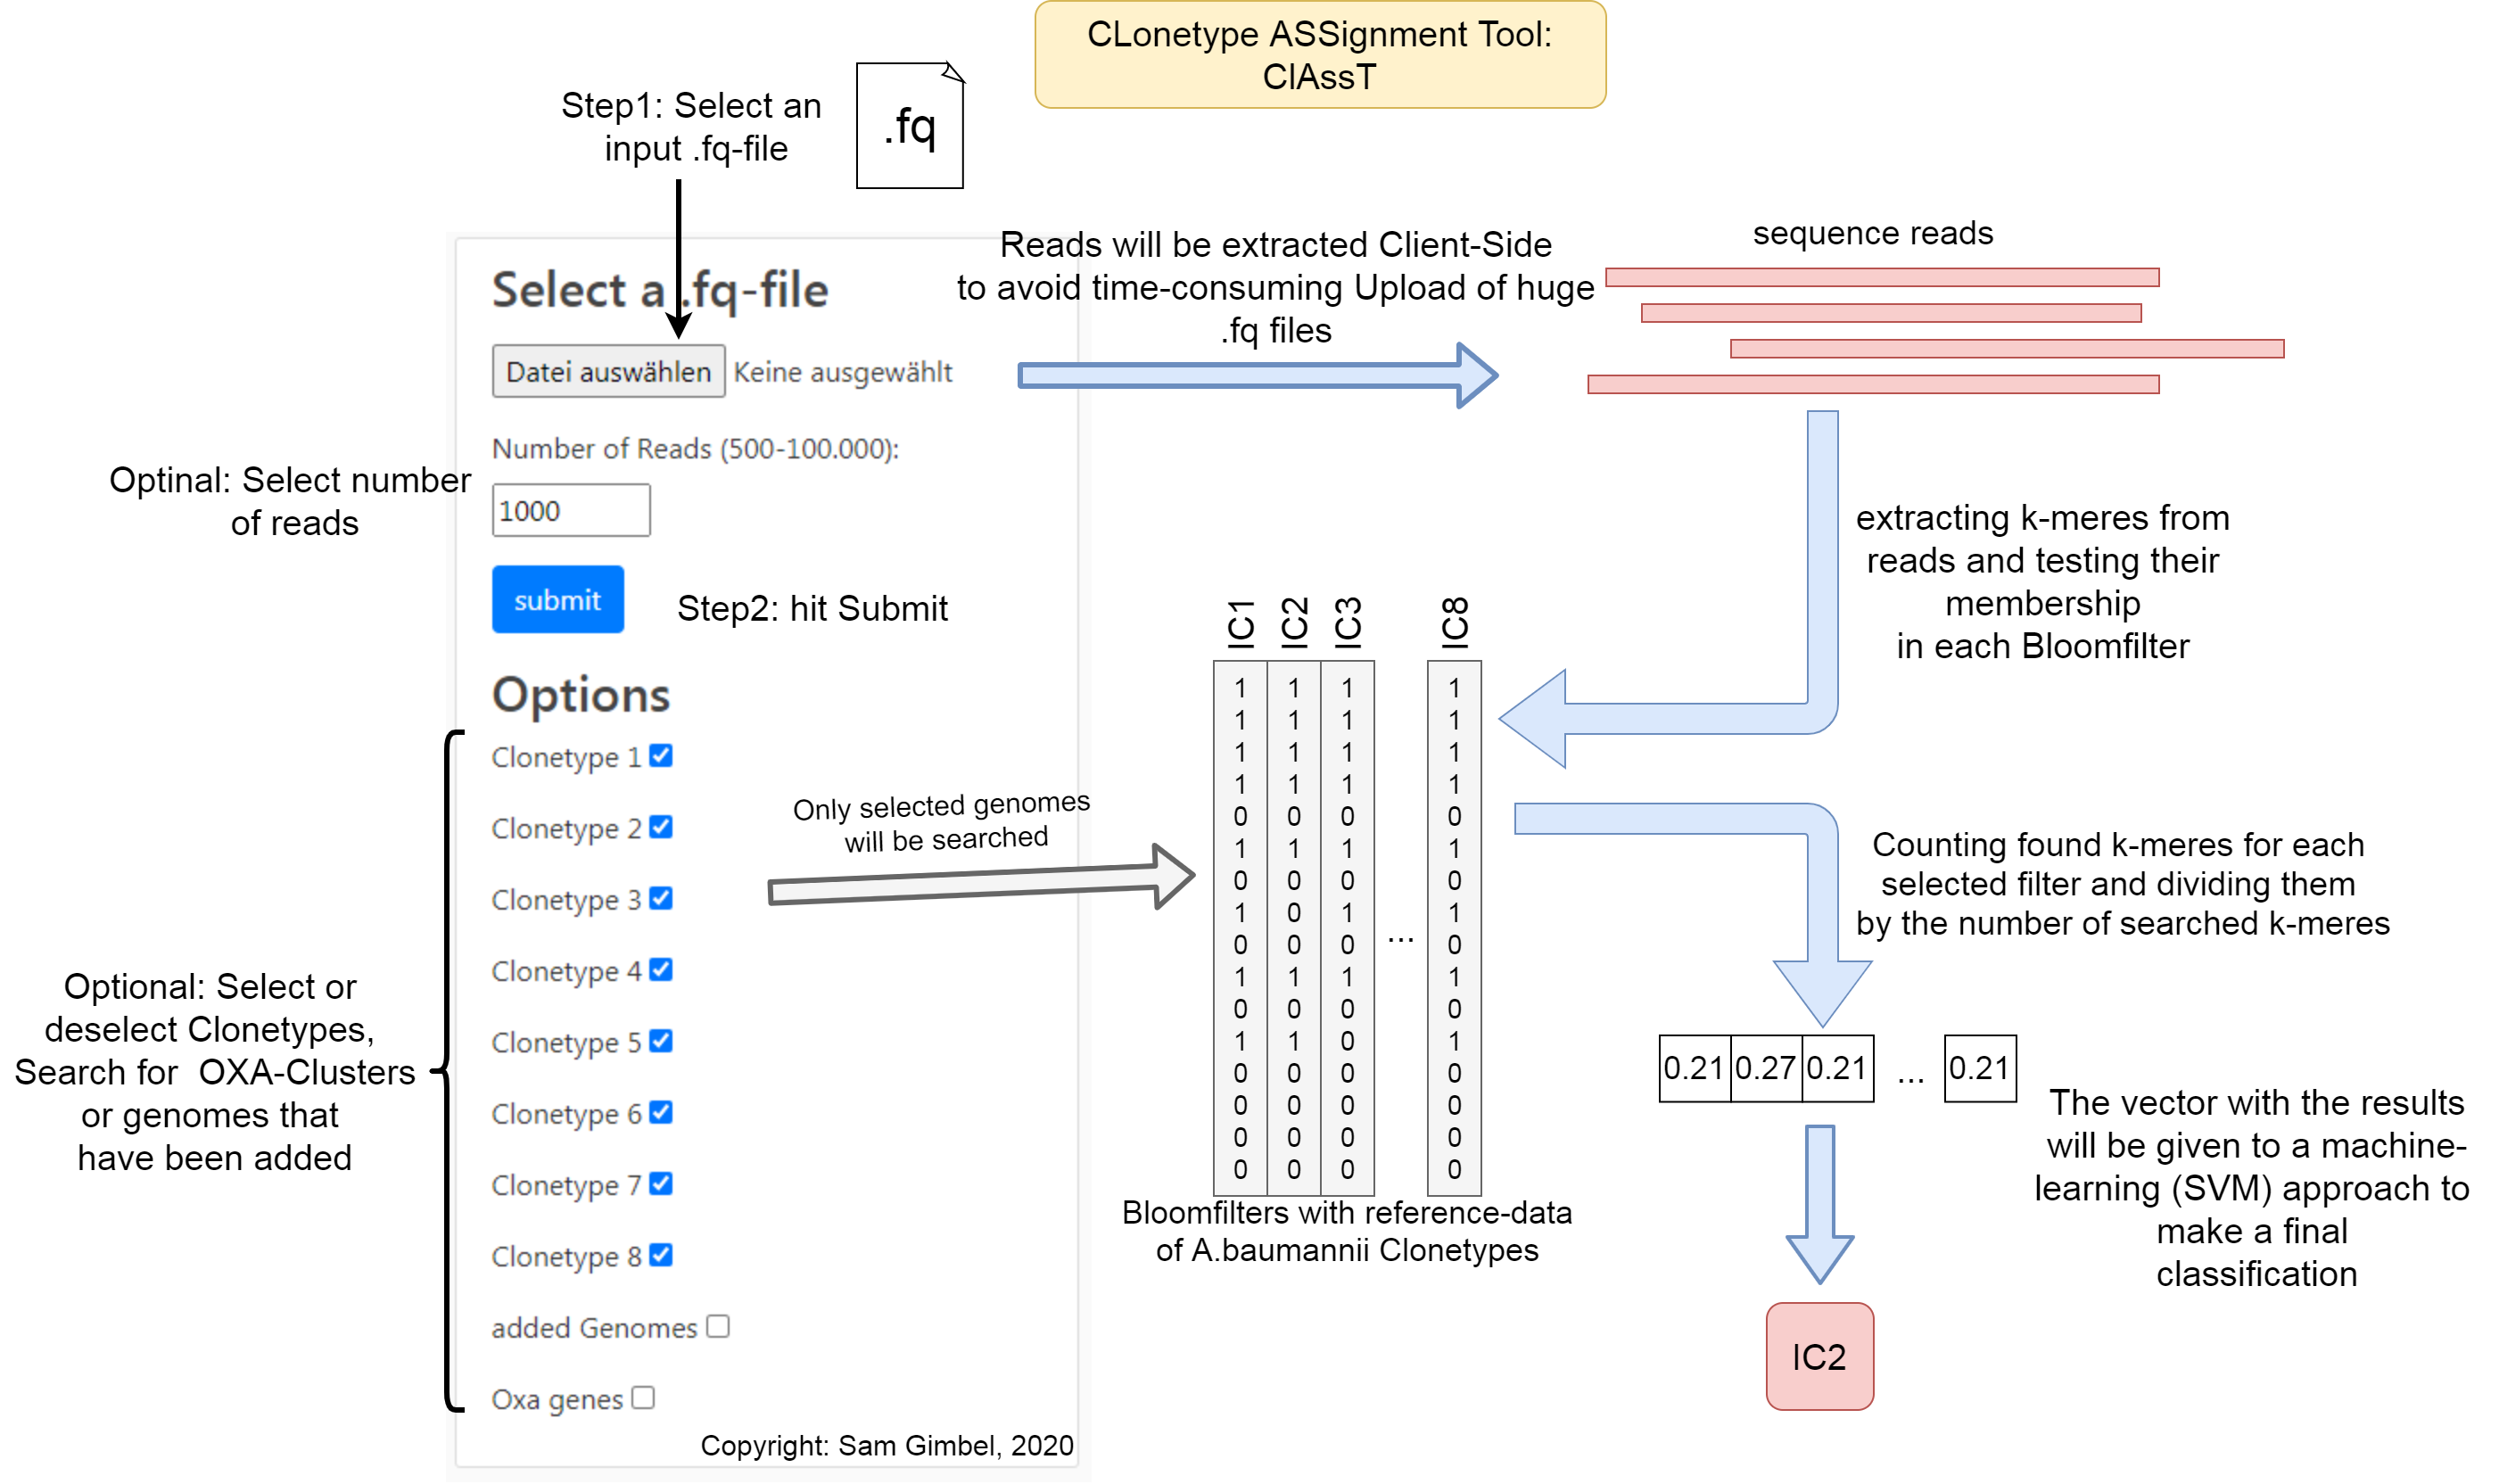 CLonetype ASSignment Tool:
ClAssT
Step1: Select an
input .fq-file
.fq
Select a .fq-file
Datei auswählen Keine ausgewählt
Number of Reads (500-100.000):
1000
Optinal: Select number
of reads
submit
Step2: hit Submit
Options
Clonetype 1
Clonetype 2
Clonetype 3
Clonetype 4
Clonetype 5
Clonetype 6
Clonetype 7
Clonetype 8
added Genomes
Oxa genes
Optional: Select or
deselect Clonetypes,
Search for OXA-Clusters
or genomes that
have been added
Copyright: Sam Gimbel, 2020
Reads will be extracted Client-Side
to avoid time-consuming Upload of huge
.fq files
sequence reads
extracting k-meres from
reads and testing their
membership
in each Bloomfilter
Only selected genomes
will be searched
IC1 IC2 IC3 IC8
1 1 1 1
1 1 1 1
1 1 1 1
1 1 1 1
0 0 0 0
1 1 1 1
0 0 0 0
1 0 1 1
0 0 0 ... 0
1 1 1 1
0 0 0 0
1 1 0 1
0 0 0 0
0 0 0 0
0 0 0 0
0 0 0 0
Bloomfilters with reference-data
of A.baumannii Clonetypes
Counting found k-meres for each
selected filter and dividing them
by the number of searched k-meres
0.21 0.27 0.21 ... 0.21
The vector with the results
will be given to a machine-
learning (SVM) approach to
make a final
classification
IC2